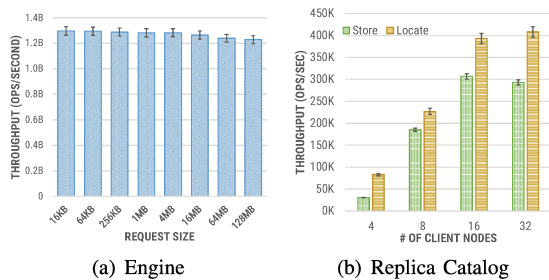 THROUGHPUT (OPS/SECOND)
1.4B
1.2B
1.0B
0.8B
0.6B
0.4B
0.2B
0
16KB 64KB 256KB 1MB 4MB 16MB 64MB 128MB
REQUEST SIZE
(a) Engine
THROUGHPUT (OPS/SEC)
450K
400K
350K
300K
250K
200K
150K
100K
50K
0K
Store Locate
4 8 16 32
# OF CLIENT NODES
(b) Replica Catalog